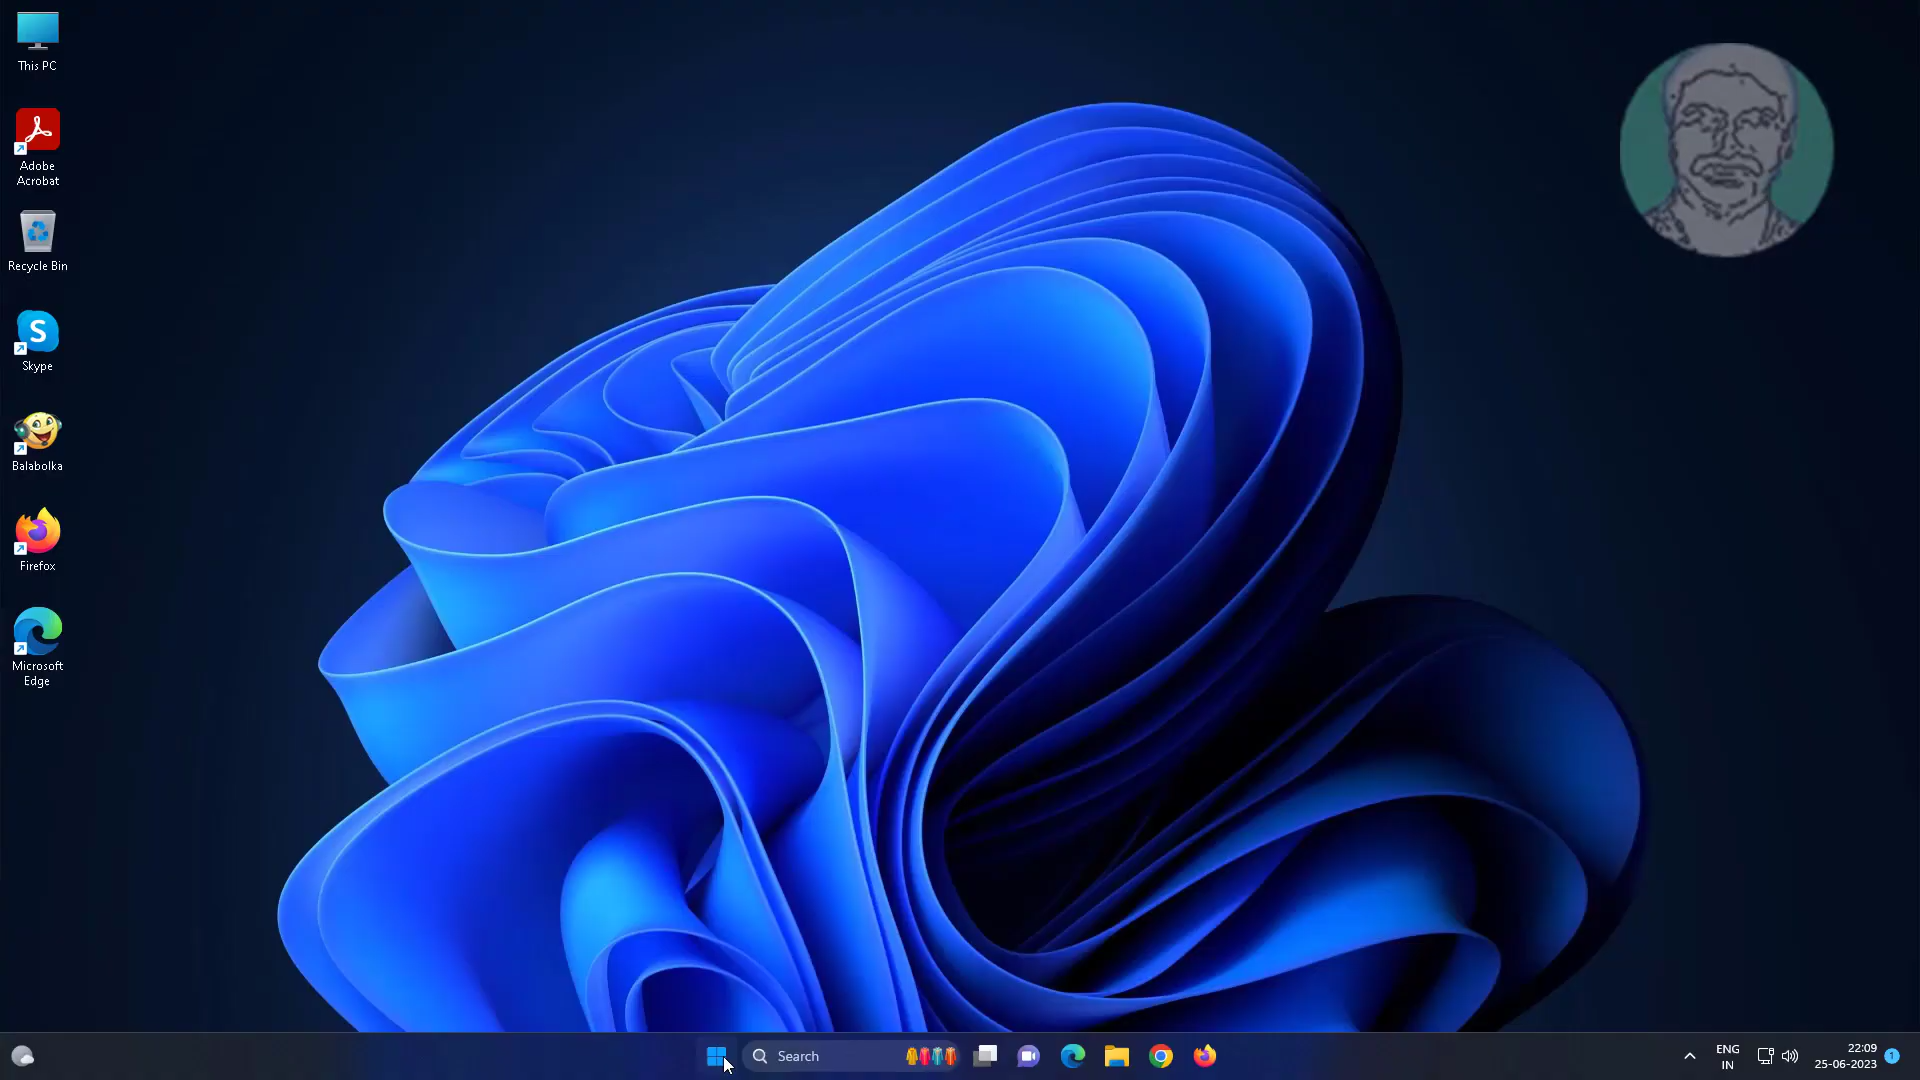 This PC
Adobe
Acrobat
Recycle Bin
S
Skype
Balabolka
Firefox
Microsoft
Edge
Search
ENG
IN
22:09
25-06-2023
1